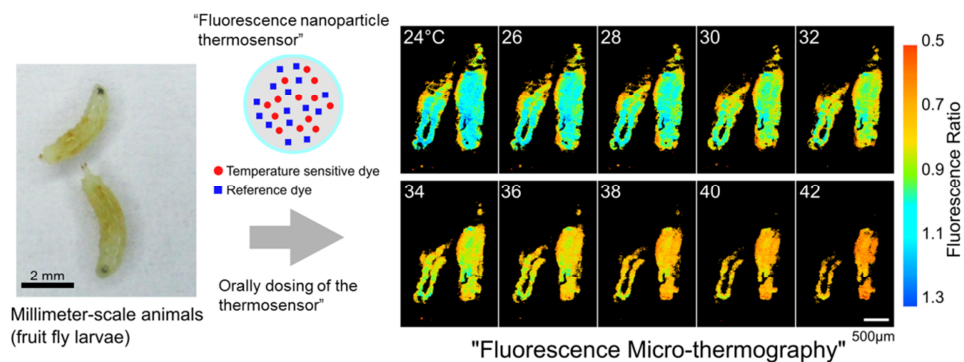 "Fluorescence nanoparticle
thermosensor"
Temperature sensitive dye
Reference dye
Orally dosing of the
thermosensor"
2 mm
Millimeter-scale animals
(fruit fly larvae)
24°C
26
28
30
32
34
36
38
40
42
500μm
"Fluorescence Micro-thermography"
0.5
0.7
0.9
1.1
1.3
Fluorescence Ratio